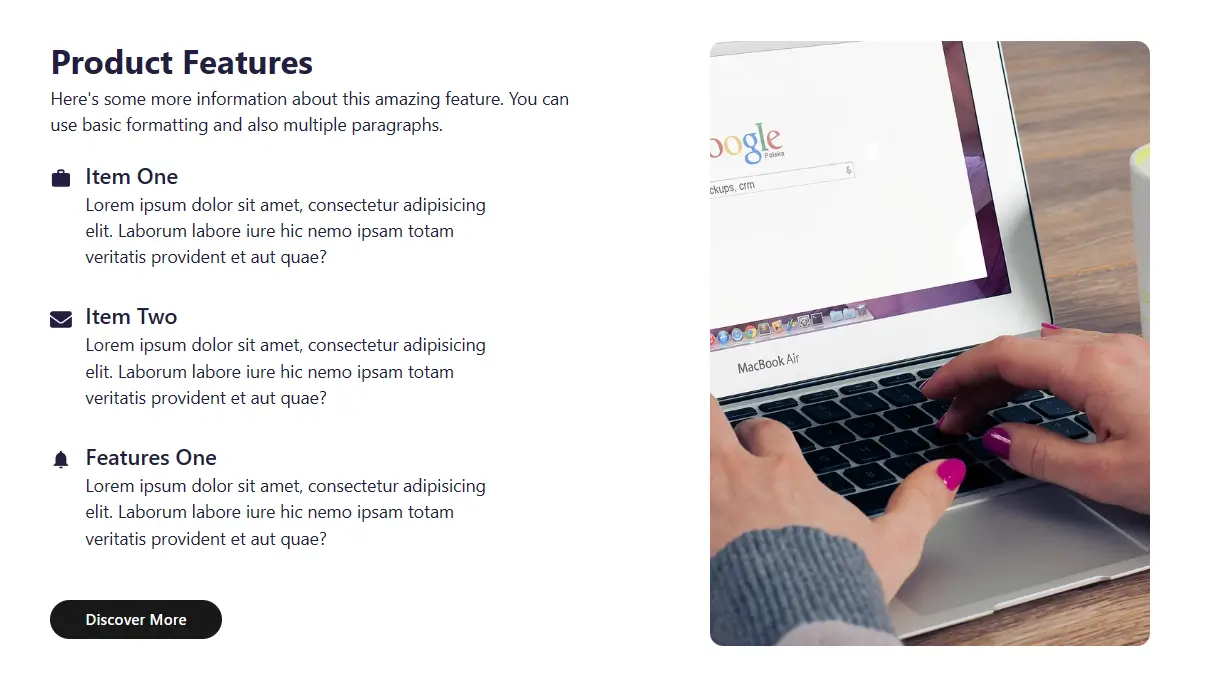 Product Features
Here's some more information about this amazing feature. You can
use basic formatting and also multiple paragraphs.
Item One
Lorem ipsum dolor sit amet, consectetur adipisicing
elit. Laborum labore iure hic nemo ipsam totam
veritatis provident et aut quae?
Item Two
Lorem ipsum dolor sit amet, consectetur adipisicing
elit. Laborum labore iure hic nemo ipsam totam
veritatis provident et aut quae?
Features One
Lorem ipsum dolor sit amet, consectetur adipisicing
elit. Laborum labore iure hic nemo ipsam totam
veritatis provident et aut quae?
Discover More
oogle
Polska
ckups, crm
MacBook Air